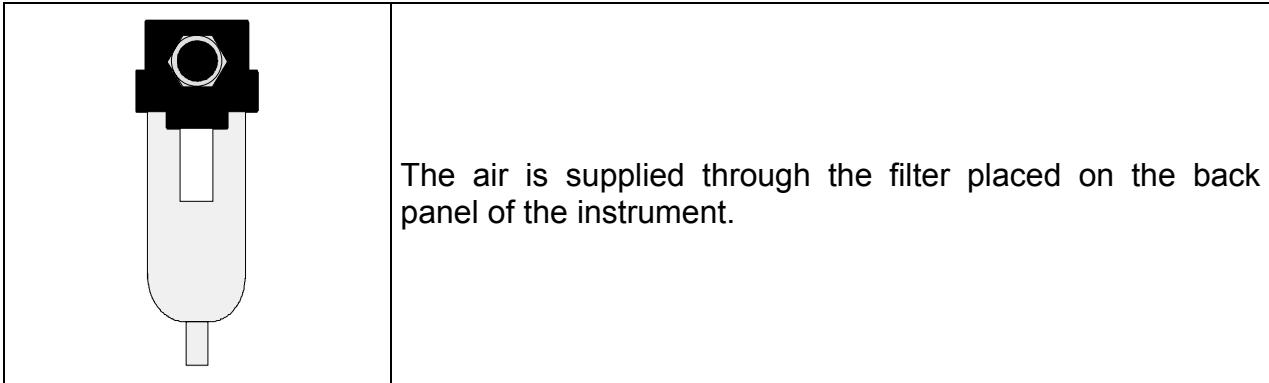 The air is supplied through the filter placed on the back
panel of the instrument.